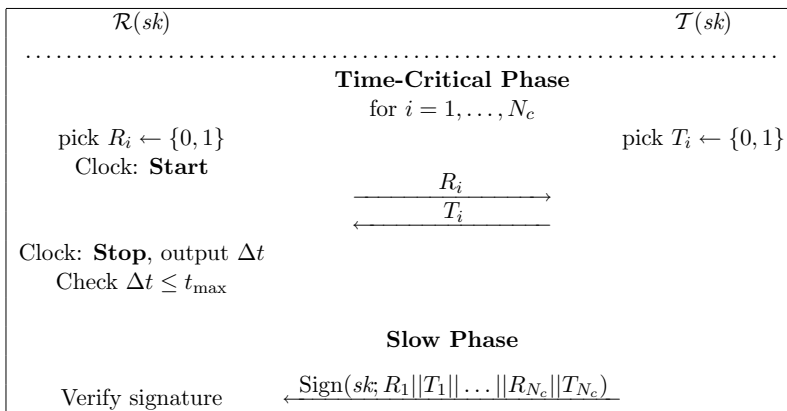 R(sk) T(sk)
Time-Critical Phase
for i = 1, . . . , N_c
pick R_i ← {0, 1} pick T_i ← {0, 1}
Clock: Start
R_i
T_i
Clock: Stop, output Δt
Check Δt ≤ t_max
Slow Phase
Verify signature Sign(sk; R_1||T_1|| . . . ||R_{N_c}||T_{N_c})